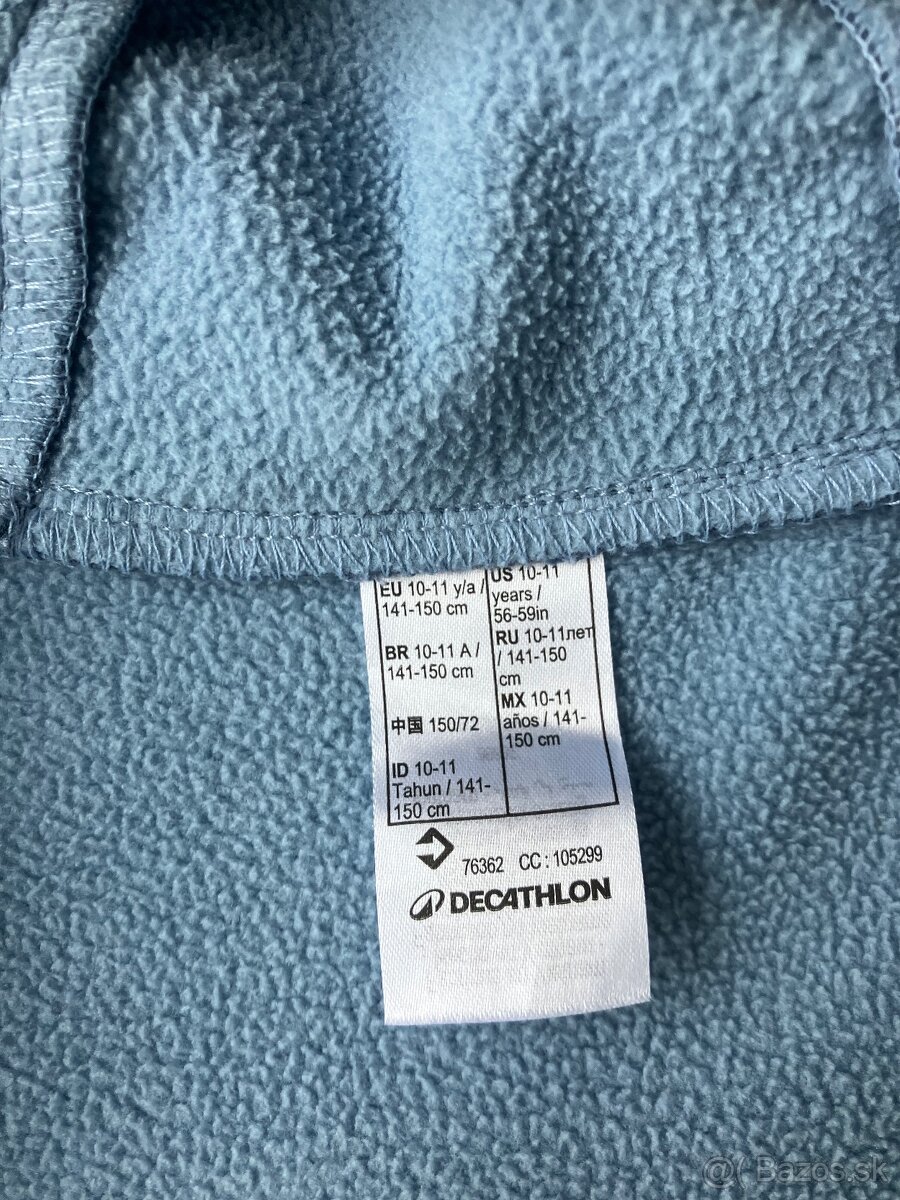 EU 10-11 y/a /
141-150 cm
BR 10-11 A /
141-150 cm
中国 150/72
ID 10-11
Tahun / 141-
150 cm
US 10-11
years /
56-59in
RU 10-11лет
/ 141-150
cm
MX 10-11
años / 141-
150 cm
76362 CC : 105299
DECATHLON
@( Bazos.sk